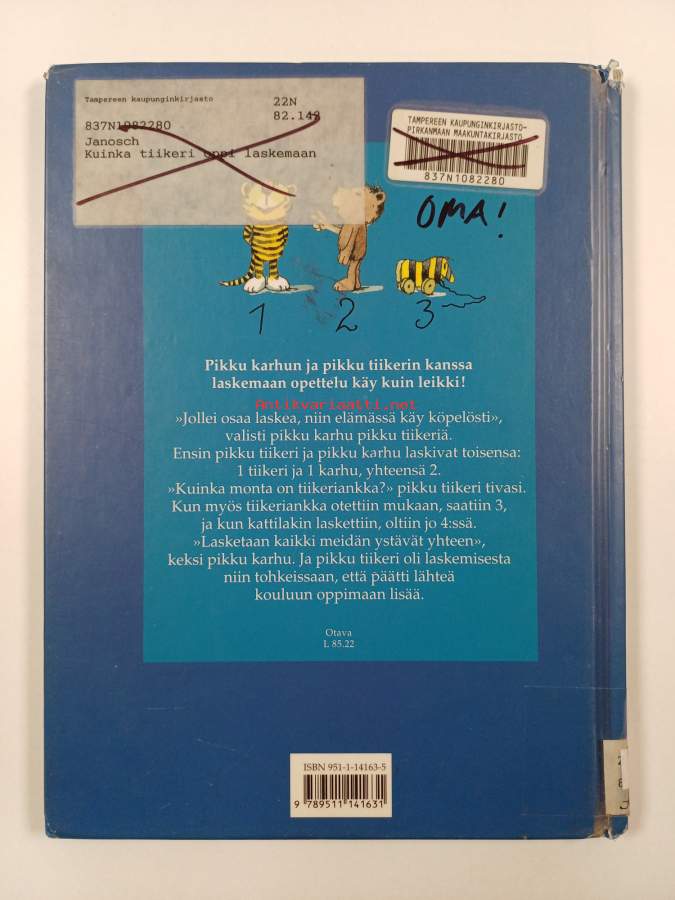 Tampereen kaupunginkirjasto
22N
82.142
837N1082280
Janosch
Kuinka tiikeri oppi laskemaan
TAMPEREEN KAUPUNGINKIRJASTO-
PIRKANMAAN MAAKUNTAKIRJASTO
837N1082280
OMA!
1 2 3
Pikku karhun ja pikku tiikerin kanssa
laskemaan opettelu käy kuin leikki!
Antikvariaatti.net
»Jollei osaa laskea, niin elämässä käy köpelösti»,
valisti pikku karhu pikku tiikeriä.
Ensin pikku tiikeri ja pikku karhu laskivat toisensa:
1 tiikeri ja 1 karhu, yhteensä 2.
»Kuinka monta on tiikeriankka?» pikku tiikeri tivasi.
Kun myös tiikeriankka otettiin mukaan, saatiin 3,
ja kun kattilakin laskettiin, oltiin jo 4:ssä.
»Lasketaan kaikki meidän ystävät yhteen»,
keksi pikku karhu. Ja pikku tiikeri oli laskemisesta
niin tohkeissaan, että päätti lähteä
kouluun oppimaan lisää.
Otava
L 85.22
ISBN 951-1-14163-5
9 789511 141631